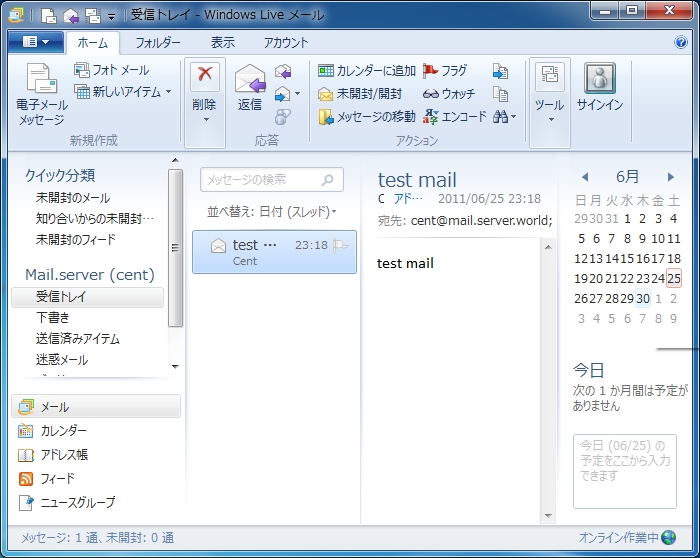 受信トレイ - Windows Live メール
ホーム フォルダー 表示 アカウント
電子メール
メッセージ
フォト メール
新しいアイテム
新規作成
削除
返信
応答
カレンダーに追加
未開封/開封
メッセージの移動
フラグ
ウォッチ
エンコード
アクション
ツール
サインイン
クイック分類
未開封のメール
知り合いからの未開封…
未開封のフィード
Mail.server (cent)
受信トレイ
下書き
送信済みアイテム
迷惑メール
メール
カレンダー
アドレス帳
フィード
ニュースグループ
メッセージの検索
並べ替え: 日付 (スレッド)
test … 23:18
Cent
test mail
C アド… 2011/06/25 23:18
宛先: cent@mail.server.world;
test mail
6月
日 月 火 水 木 金 土
29 30 31 1 2 3 4
5 6 7 8 9 10 11
12 13 14 15 16 17 18
19 20 21 22 23 24 25
26 27 28 29 30 1 2
3 4 5 6 7 8 9
今日
次の 1 か月間は予定が
ありません
今日 (06/25) の
予定をここから入力
できます
メッセージ: 1 通、未開封: 0 通
オンライン作業中